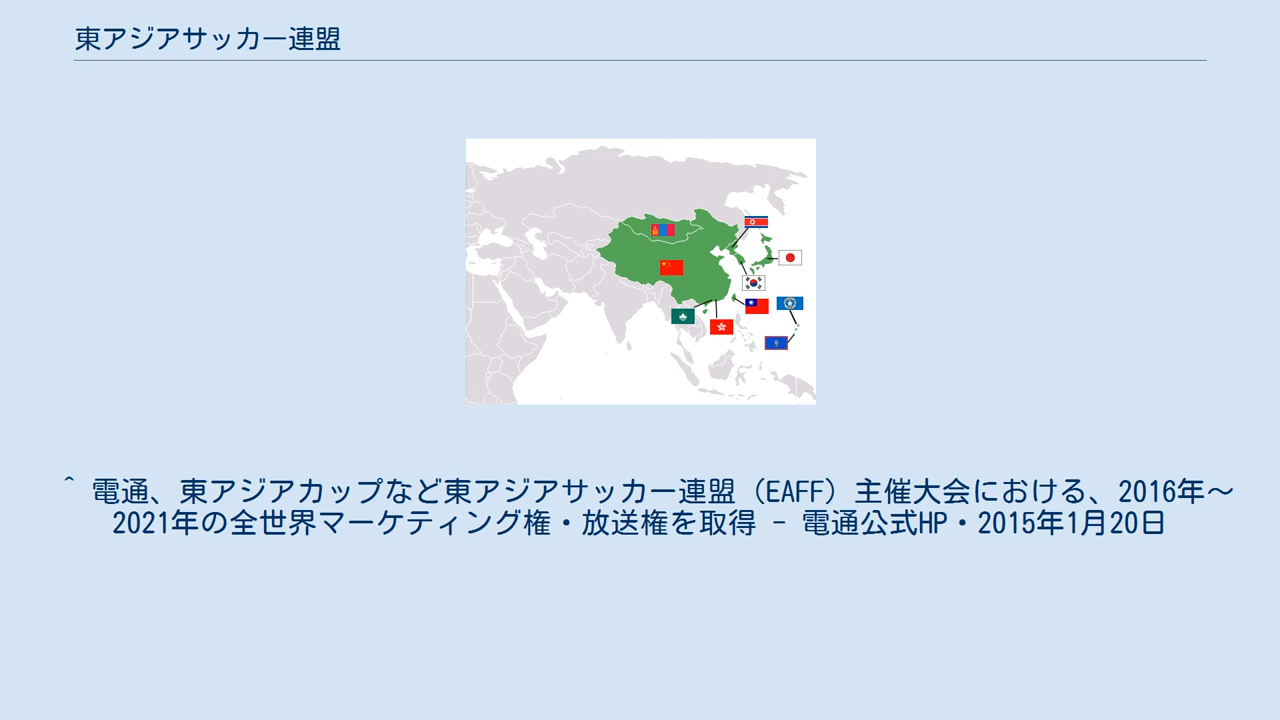 東アジアサッカー連盟
^ 電通、東アジアカップなど東アジアサッカー連盟（EAFF）主催大会における、2016年〜
2021年の全世界マーケティング権・放送権を取得 - 電通公式HP・2015年1月20日